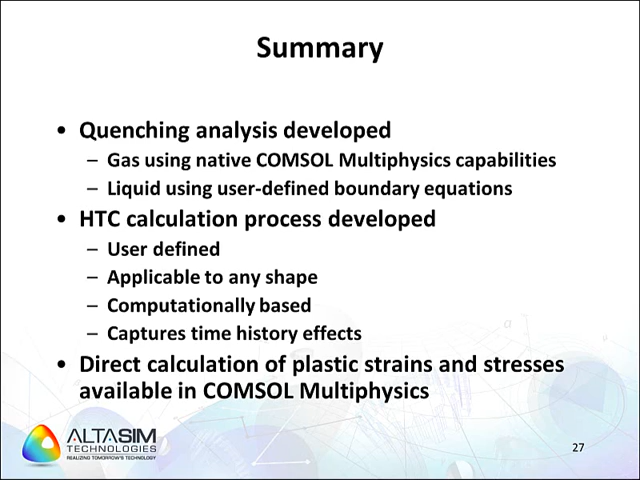 Summary
• Quenching analysis developed
– Gas using native COMSOL Multiphysics capabilities
– Liquid using user-defined boundary equations
• HTC calculation process developed
– User defined
– Applicable to any shape
– Computationally based
– Captures time history effects
• Direct calculation of plastic strains and stresses
available in COMSOL Multiphysics
ALTASIM
TECHNOLOGIES
REALIZING TOMORROW'S TECHNOLOGY
27